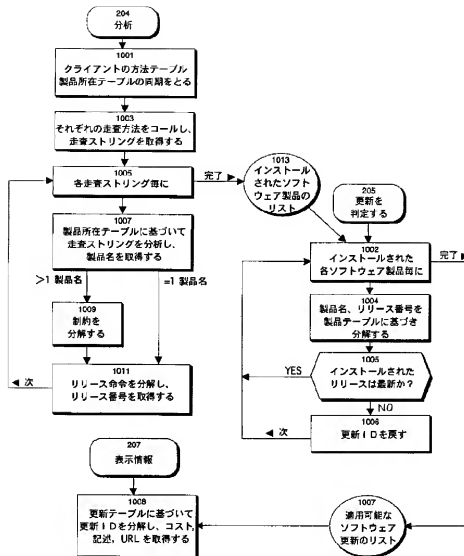 204
分析
1001
クライアントの方法テーブル
製品所在テーブルの同期をとる
1003
それぞれの走査方法をコールし、
走査ストリングを取得する
1005
各走査ストリング毎に
完了
1007
製品所在テーブルに基づいて
走査ストリングを分析し、
製品名を取得する
>1 製品名
=1 製品名
1009
制約を
分解する
1011
リリース命令を分解し、
リリース番号を取得する
次
1013
インストール
されたソフト
ウェア製品の
リスト
205
更新を
判定する
1002
インストールされた
各ソフトウェア製品毎に
完了
1004
製品名、リリース番号を
製品テーブルに基づき
分解する
1005
インストールされた
リリースは最新か?
YES
NO
1006
更新IDを戻す
次
207
表示情報
1008
更新テーブルに基づいて
更新IDを分解し、コスト,
記述、URLを取得する
1007
適用可能な
ソフトウェア
更新のリスト